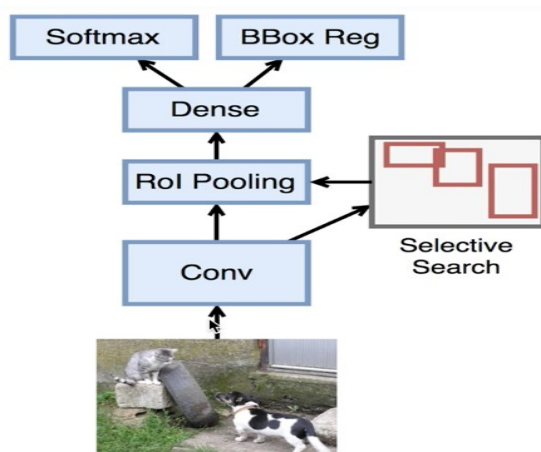 Softmax
BBox Reg
Dense
RoI Pooling
Conv
Selective
Search